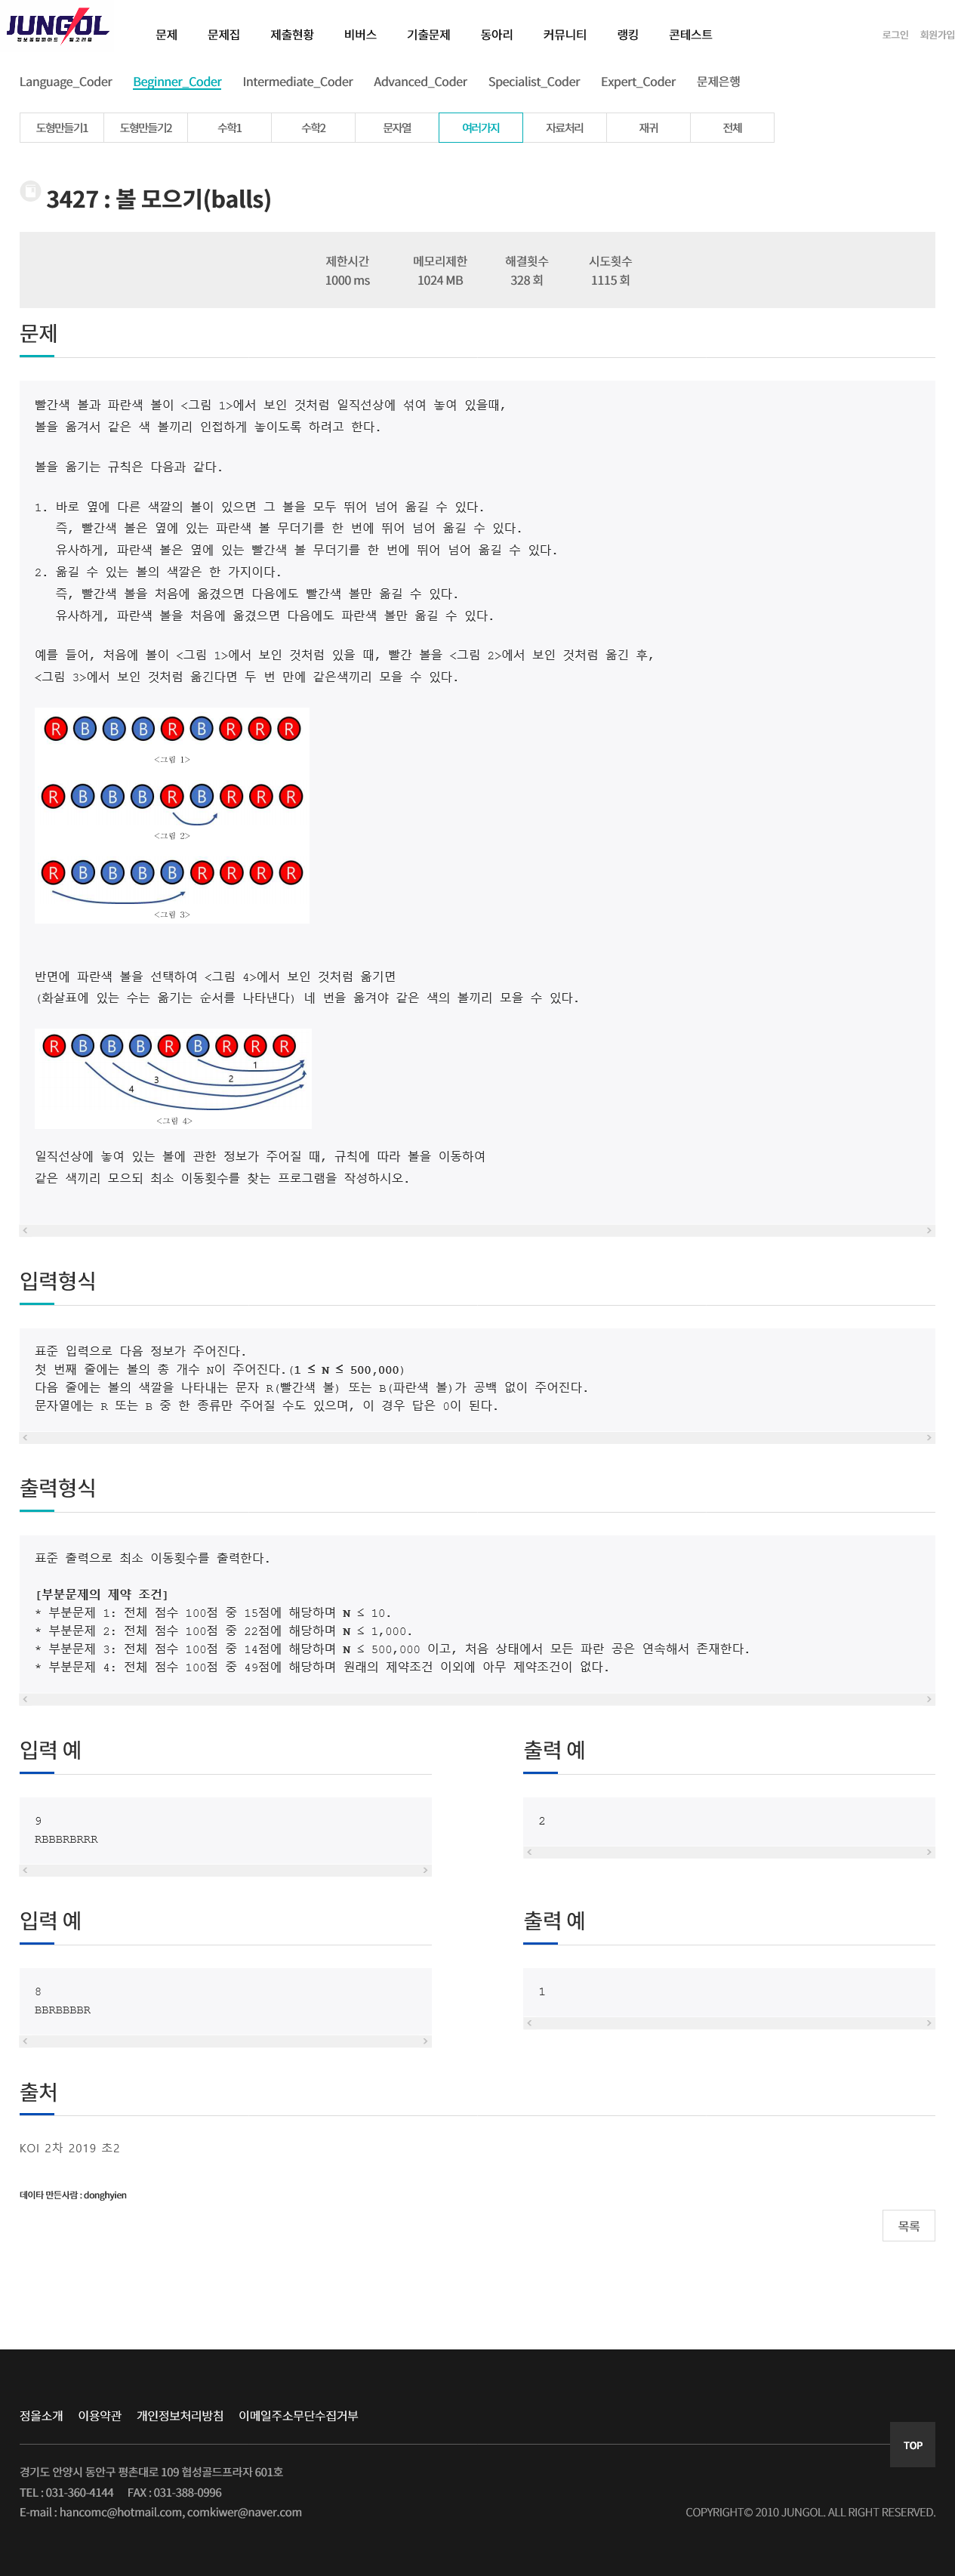 JUNGOL
정보올림피아드 알고리즘
문제 문제집 제출현황 비버스 기출문제 동아리 커뮤니티 랭킹 콘테스트
로그인 회원가입
Language_Coder Beginner_Coder Intermediate_Coder Advanced_Coder Specialist_Coder Expert_Coder 문제은행
도형만들기1 도형만들기2 수학1 수학2 문자열 여러가지 자료처리 재귀 전체
3427 : 볼 모으기(balls)
제한시간 메모리제한 해결횟수 시도횟수
1000 ms 1024 MB 328 회 1115 회
문제
빨간색 볼과 파란색 볼이 <그림 1>에서 보인 것처럼 일직선상에 섞여 놓여 있을때,
볼을 옮겨서 같은 색 볼끼리 인접하게 놓이도록 하려고 한다.
볼을 옮기는 규칙은 다음과 같다.
1. 바로 옆에 다른 색깔의 볼이 있으면 그 볼을 모두 뛰어 넘어 옮길 수 있다.
즉, 빨간색 볼은 옆에 있는 파란색 볼 무더기를 한 번에 뛰어 넘어 옮길 수 있다.
유사하게, 파란색 볼은 옆에 있는 빨간색 볼 무더기를 한 번에 뛰어 넘어 옮길 수 있다.
2. 옮길 수 있는 볼의 색깔은 한 가지이다.
즉, 빨간색 볼을 처음에 옮겼으면 다음에도 빨간색 볼만 옮길 수 있다.
유사하게, 파란색 볼을 처음에 옮겼으면 다음에도 파란색 볼만 옮길 수 있다.
예를 들어, 처음에 볼이 <그림 1>에서 보인 것처럼 있을 때, 빨간 볼을 <그림 2>에서 보인 것처럼 옮긴 후,
<그림 3>에서 보인 것처럼 옮긴다면 두 번 만에 같은색끼리 모을 수 있다.
R B B B R B R R R
<그림 1>
R B B B R B R R R
<그림 2>
R B B B B R R R R
<그림 3>
반면에 파란색 볼을 선택하여 <그림 4>에서 보인 것처럼 옮기면
(화살표에 있는 수는 옮기는 순서를 나타낸다) 네 번을 옮겨야 같은 색의 볼끼리 모을 수 있다.
R B B B R B R R R
1
2
3
4
<그림 4>
일직선상에 놓여 있는 볼에 관한 정보가 주어질 때, 규칙에 따라 볼을 이동하여
같은 색끼리 모으되 최소 이동횟수를 찾는 프로그램을 작성하시오.
입력형식
표준 입력으로 다음 정보가 주어진다.
첫 번째 줄에는 볼의 총 개수 N이 주어진다.(1 ≤ N ≤ 500,000)
다음 줄에는 볼의 색깔을 나타내는 문자 R(빨간색 볼) 또는 B(파란색 볼)가 공백 없이 주어진다.
문자열에는 R 또는 B 중 한 종류만 주어질 수도 있으며, 이 경우 답은 0이 된다.
출력형식
표준 출력으로 최소 이동횟수를 출력한다.
[부분문제의 제약 조건]
* 부분문제 1: 전체 점수 100점 중 15점에 해당하며 N ≤ 10.
* 부분문제 2: 전체 점수 100점 중 22점에 해당하며 N ≤ 1,000.
* 부분문제 3: 전체 점수 100점 중 14점에 해당하며 N ≤ 500,000 이고, 처음 상태에서 모든 파란 공은 연속해서 존재한다.
* 부분문제 4: 전체 점수 100점 중 49점에 해당하며 원래의 제약조건 이외에 아무 제약조건이 없다.
입력 예 출력 예
9 2
RBBBRBRRR
입력 예 출력 예
8 1
BBRBBBBR
출처
KOI 2차 2019 초2
데이타 만든사람 : donghyien
목록
정올소개 이용약관 개인정보처리방침 이메일주소무단수집거부
TOP
경기도 안양시 동안구 평촌대로 109 협성골드프라자 601호
TEL : 031-360-4144 FAX : 031-388-0996
E-mail : hancomc@hotmail.com, comkiwer@naver.com
COPYRIGHT© 2010 JUNGOL. ALL RIGHT RESERVED.